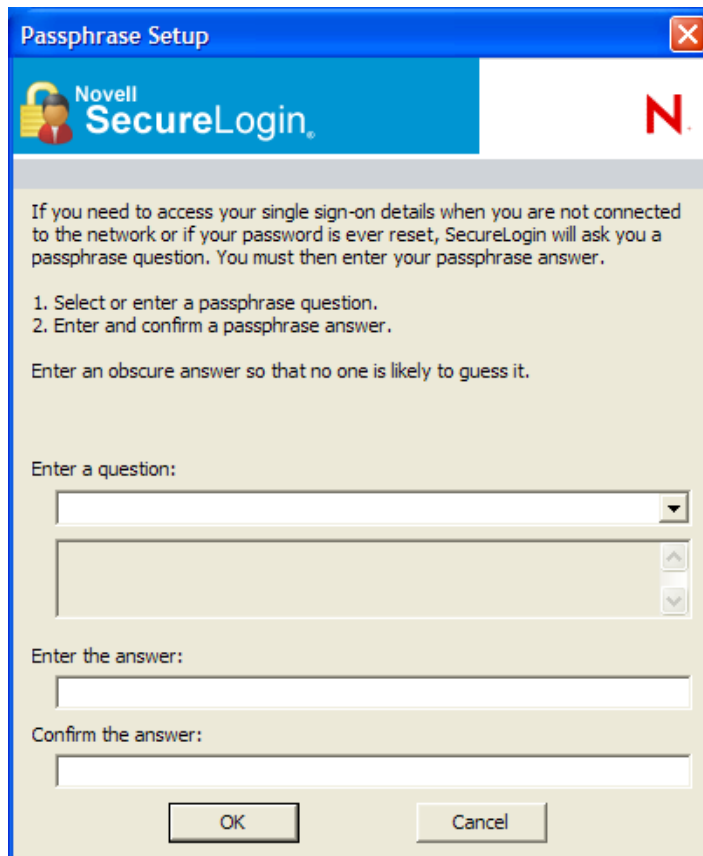 Passphrase Setup
Novell
SecureLogin®
N
If you need to access your single sign-on details when you are not connected
to the network or if your password is ever reset, SecureLogin will ask you a
passphrase question. You must then enter your passphrase answer.
1. Select or enter a passphrase question.
2. Enter and confirm a passphrase answer.
Enter an obscure answer so that no one is likely to guess it.
Enter a question:
Enter the answer:
Confirm the answer:
OK
Cancel